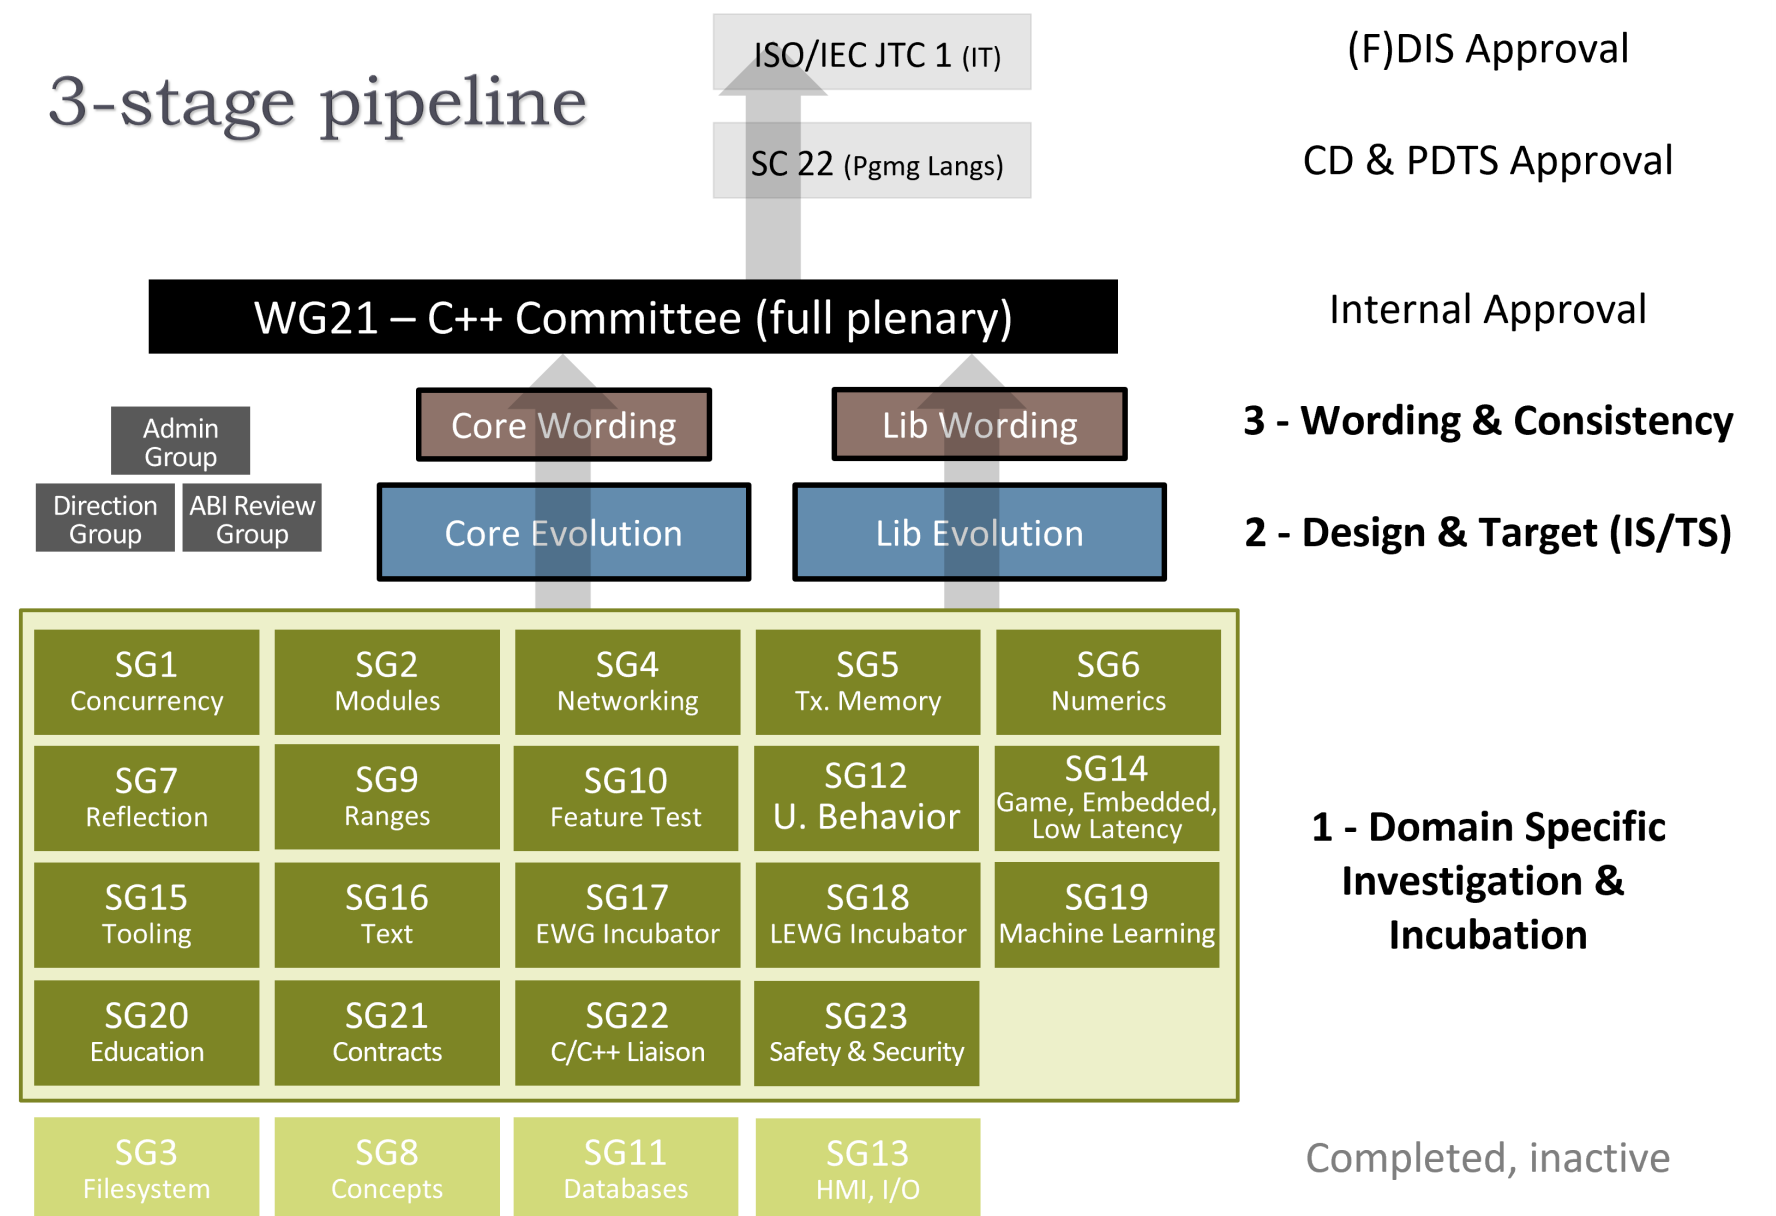 3-stage pipeline
ISO/IEC JTC 1 (IT)
(F)DIS Approval
SC 22 (Pgmg Langs)
CD & PDTS Approval
WG21 – C++ Committee (full plenary)
Internal Approval
Admin
Group
Direction
Group
ABI Review
Group
Core Wording
Lib Wording
3 - Wording & Consistency
Core Evolution
Lib Evolution
2 - Design & Target (IS/TS)
SG1
Concurrency
SG2
Modules
SG4
Networking
SG5
Tx. Memory
SG6
Numerics
SG7
Reflection
SG9
Ranges
SG10
Feature Test
SG12
U. Behavior
SG14
Game, Embedded,
Low Latency
SG15
Tooling
SG16
Text
SG17
EWG Incubator
SG18
LEWG Incubator
SG19
Machine Learning
SG20
Education
SG21
Contracts
SG22
C/C++ Liaison
SG23
Safety & Security
1 - Domain Specific
Investigation &
Incubation
SG3
Filesystem
SG8
Concepts
SG11
Databases
SG13
HMI, I/O
Completed, inactive